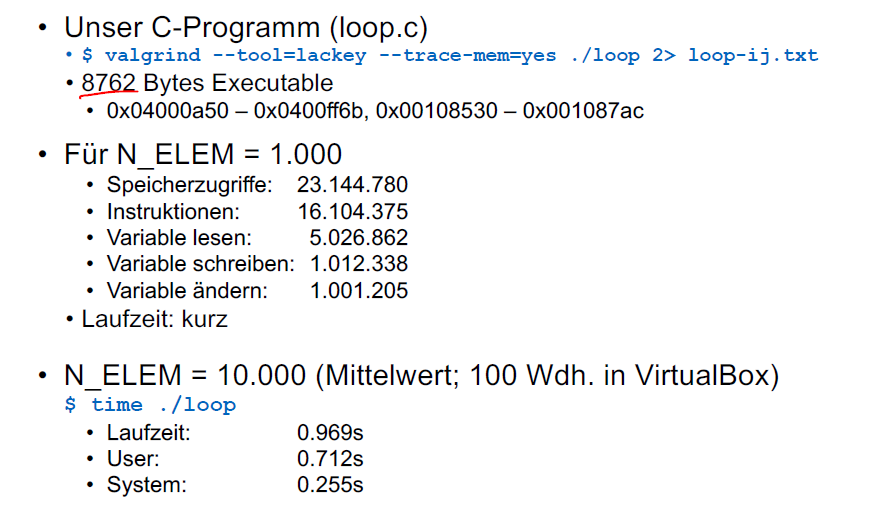 • Unser C-Programm (loop.c)
• $ valgrind --tool=lackey --trace-mem=yes ./loop 2> loop-ij.txt
• 8762 Bytes Executable
• 0x04000a50 – 0x0400ff6b, 0x00108530 – 0x001087ac
• Für N_ELEM = 1.000
• Speicherzugriffe: 23.144.780
• Instruktionen: 16.104.375
• Variable lesen: 5.026.862
• Variable schreiben: 1.012.338
• Variable ändern: 1.001.205
• Laufzeit: kurz
• N_ELEM = 10.000 (Mittelwert; 100 Wdh. in VirtualBox)
$ time ./loop
• Laufzeit: 0.969s
• User: 0.712s
• System: 0.255s